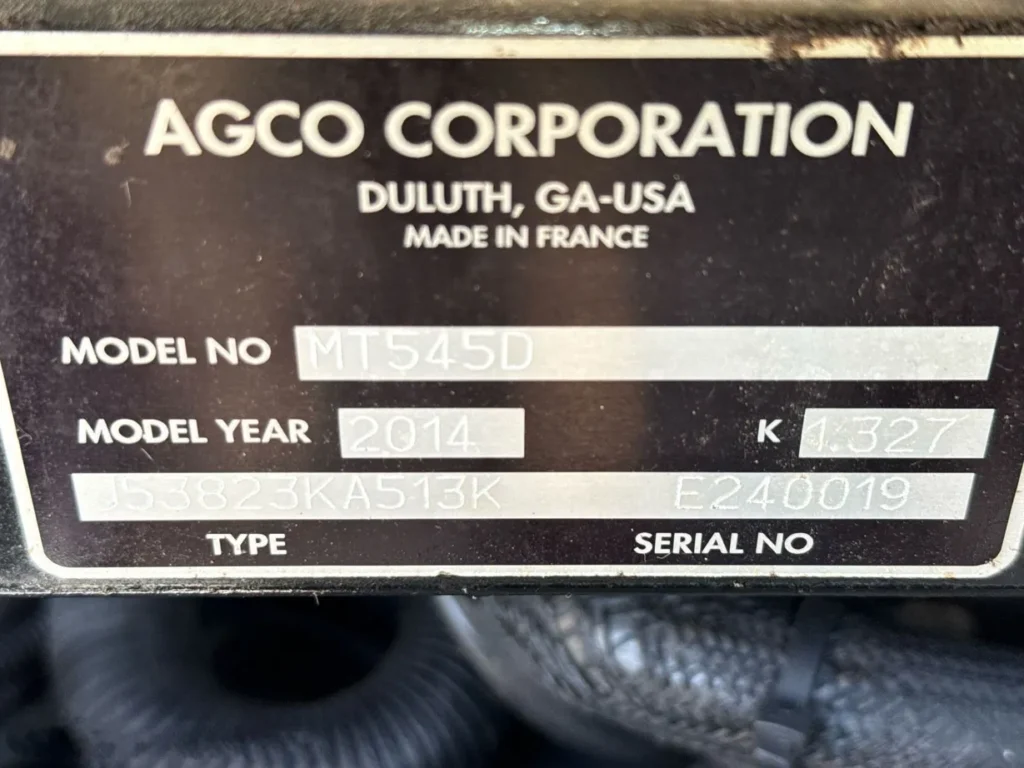 AGCO CORPORATION
DULUTH, GA-USA
MADE IN FRANCE
MODEL NO MT545D
MODEL YEAR 2014 K 1.327
J53823KA513K E240019
TYPE SERIAL NO